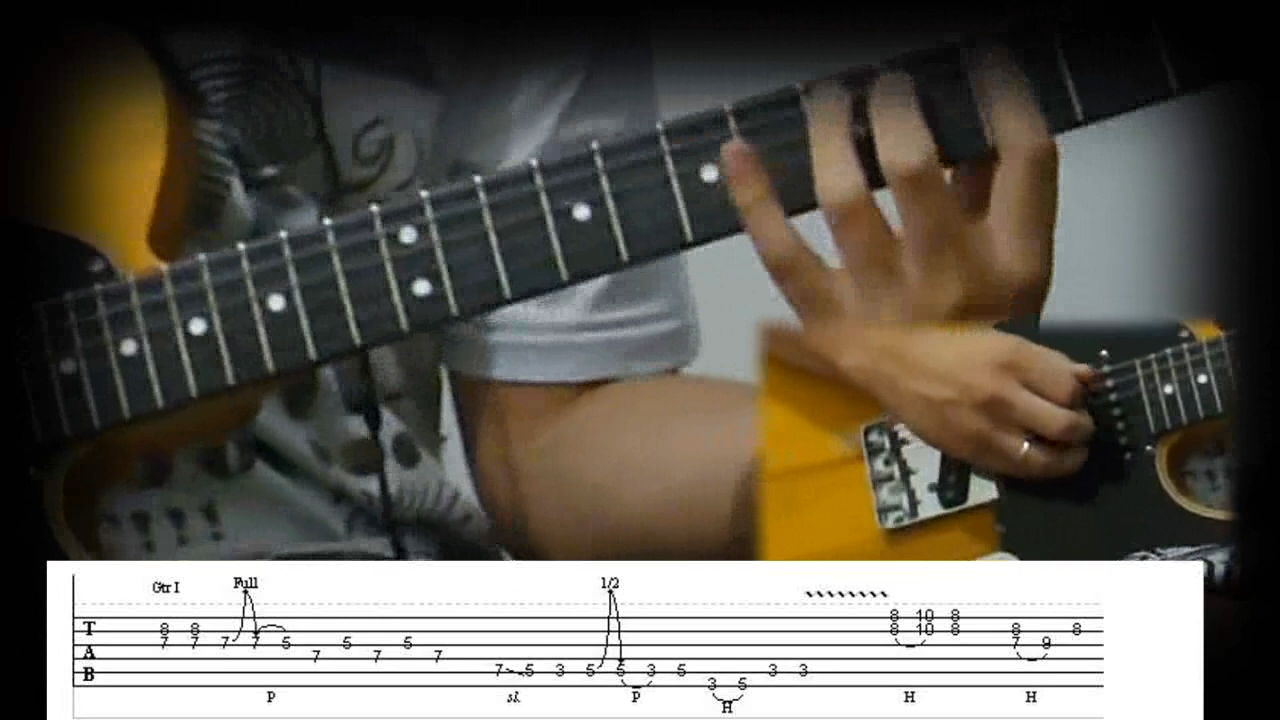 Gtr I Full 1/2
8 10 8
T 8 8 8 10 8 8 8
7 7 7 7 5 5 5 7 9
A 7 7 7
B 7 5 3 5 5 3 5 3 3
3 5
P sl. P H H H